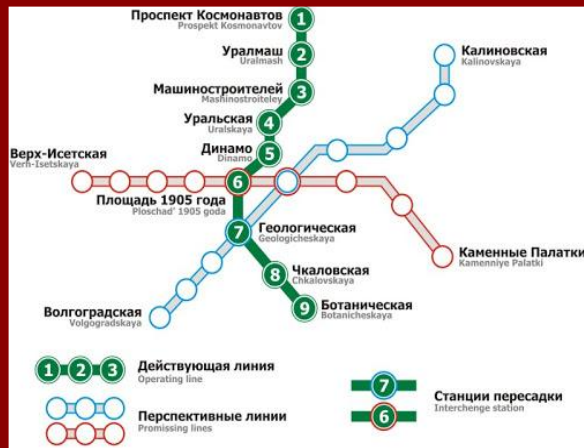 Проспект Космонавтов
Prospekt Kosmonavtov
1
Уралмаш
Uralmash
2
Калиновская
Kalinovskaya
Машиностроителей
Mashinostroiteley
3
Уральская
Uralskaya
4
Динамо
Dinamo
5
Верх-Исетская
Verh-Isetskaya
6
Площадь 1905 года
Ploschad' 1905 goda
7
Геологическая
Geologicheskaya
Каменные Палатки
Kamenniye Palatki
8
Чкаловская
Chkalovskaya
Волгоградская
Volgogradskaya
9
Ботаническая
Botanicheskaya
1 2 3
Действующая линия
Operating line
Перспективные линии
Promissing lines
7
6
Станции пересадки
Interchenge station